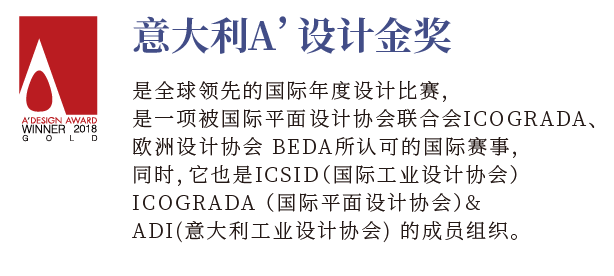 意大利A’设计金奖
A'DESIGN AWARD
WINNER 2018
GOLD
是全球领先的国际年度设计比赛,
是一项被国际平面设计协会联合会ICOGRADA、
欧洲设计协会 BEDA所认可的国际赛事,
同时, 它也是ICSID(国际工业设计协会)
ICOGRADA (国际平面设计协会)&
ADI(意大利工业设计协会) 的成员组织。